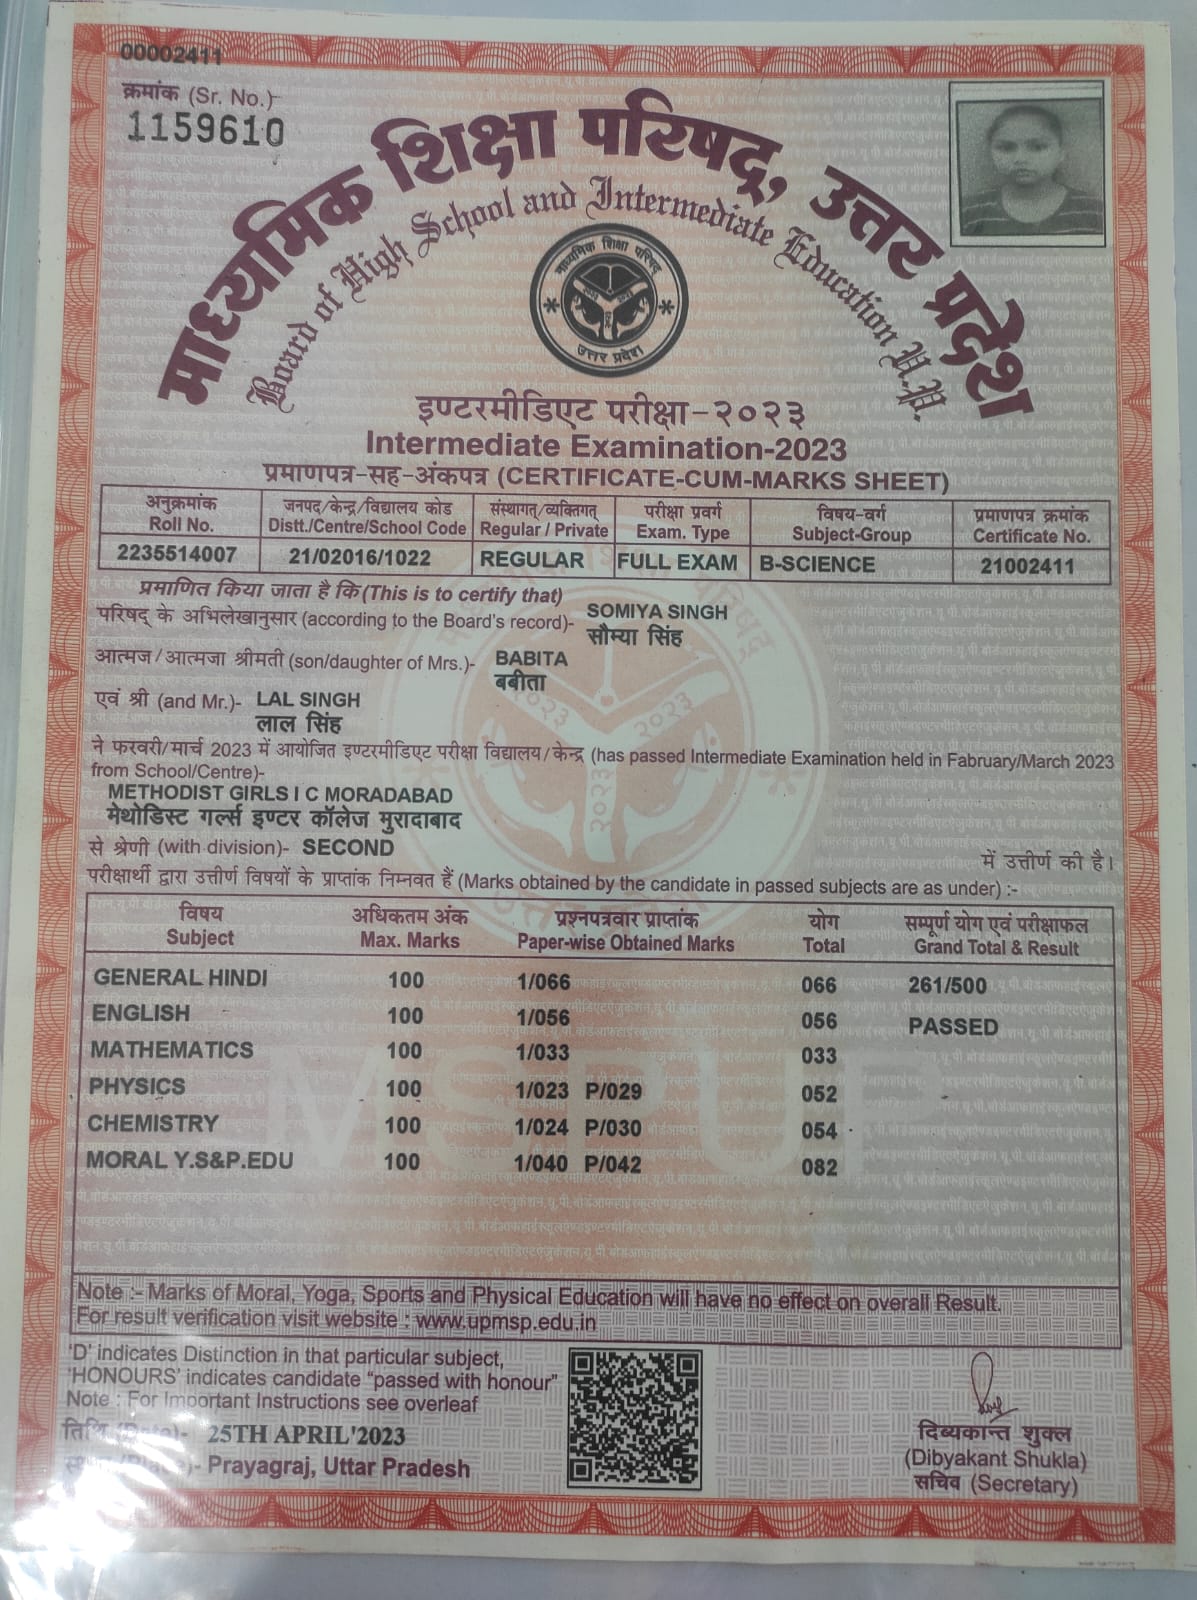 00002411
क्रमांक (Sr. No.)-
1159610
माध्यमिक शिक्षा परिषद्, उत्तर प्रदेश
Board of High School and Intermediate Education U.P.
माध्यमिक शिक्षा परिषद्
उत्तर प्रदेश
इण्टरमीडिएट परीक्षा-२०२३
Intermediate Examination-2023
प्रमाणपत्र-सह-अंकपत्र (CERTIFICATE-CUM-MARKS SHEET)
अनुक्रमांक जनपद/केन्द्र/विद्यालय कोड संस्थागत्/व्यक्तिगत् परीक्षा प्रवर्ग विषय-वर्ग प्रमाणपत्र क्रमांक
Roll No. Distt./Centre/School Code Regular / Private Exam. Type Subject-Group Certificate No.
2235514007 21/02016/1022 REGULAR FULL EXAM B-SCIENCE 21002411
प्रमाणित किया जाता है कि (This is to certify that)
परिषद् के अभिलेखानुसार (according to the Board's record)- SOMIYA SINGH
सौम्या सिंह
आत्मज/आत्मजा श्रीमती (son/daughter of Mrs.)- BABITA
बबीता
एवं श्री (and Mr.)- LAL SINGH
लाल सिंह
ने फरवरी/मार्च 2023 में आयोजित इण्टरमीडिएट परीक्षा विद्यालय/केन्द्र (has passed Intermediate Examination held in Fabruary/March 2023
from School/Centre)-
METHODIST GIRLS I C MORADABAD
मेथोडिस्ट गर्ल्स इण्टर कॉलेज मुरादाबाद
से श्रेणी (with division)- SECOND में उत्तीर्ण की है।
परीक्षार्थी द्वारा उत्तीर्ण विषयों के प्राप्तांक निम्नवत हैं (Marks obtained by the candidate in passed subjects are as under) :-
विषय अधिकतम अंक प्रश्नपत्रवार प्राप्तांक योग सम्पूर्ण योग एवं परीक्षाफल
Subject Max. Marks Paper-wise Obtained Marks Total Grand Total & Result
GENERAL HINDI 100 1/066 066 261/500
ENGLISH 100 1/056 056 PASSED
MATHEMATICS 100 1/033 033
PHYSICS 100 1/023 P/029 052
CHEMISTRY 100 1/024 P/030 054
MORAL Y.S&P.EDU 100 1/040 P/042 082
MSPUP
Note :- Marks of Moral, Yoga, Sports and Physical Education will have no effect on overall Result.
For result verification visit website : www.upmsp.edu.in
'D' indicates Distinction in that particular subject,
'HONOURS' indicates candidate "passed with honour"
Note : For Important Instructions see overleaf
तिथि (Date)- 25TH APRIL'2023
(Place)- Prayagraj, Uttar Pradesh
दिब्यकान्त शुक्ल
(Dibyakant Shukla)
सचिव (Secretary)